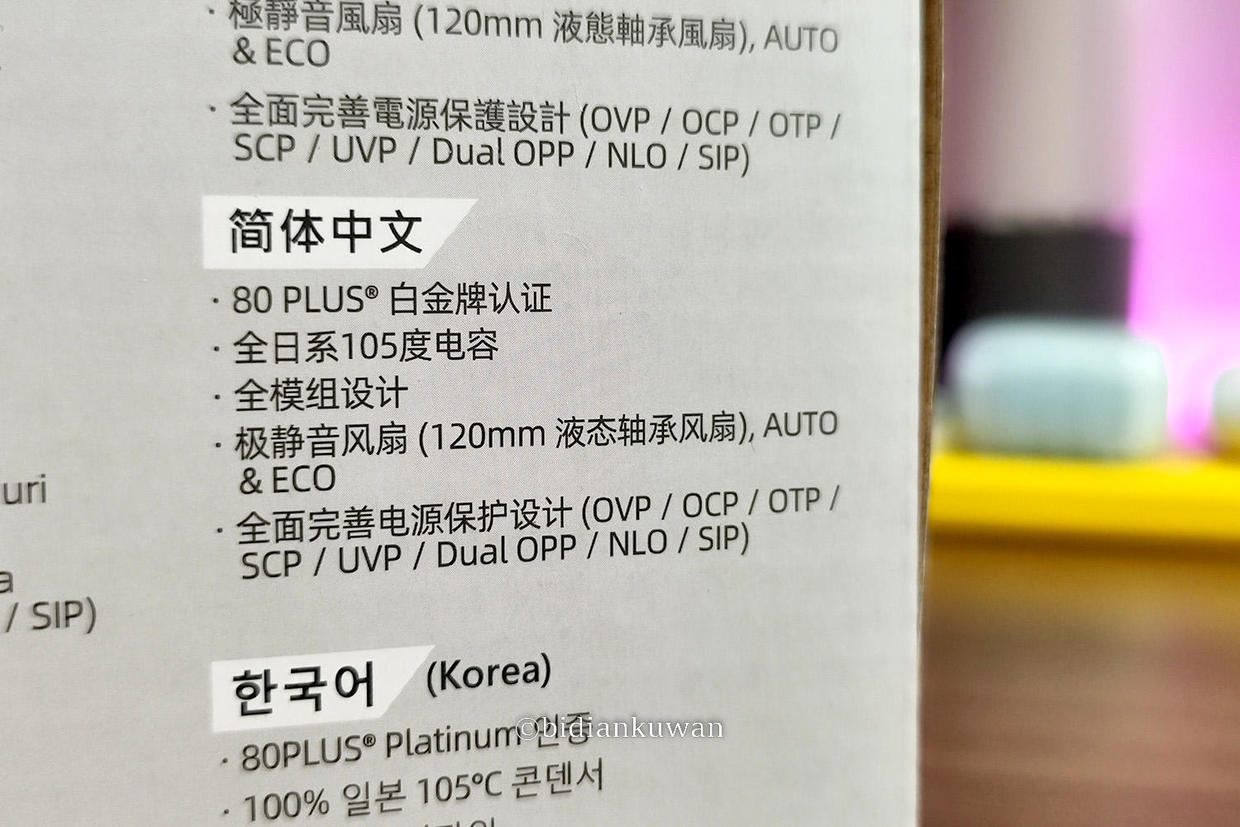 · 極靜音風扇 (120mm 液態軸承風扇), AUTO
& ECO
· 全面完善電源保護設計 (OVP / OCP / OTP /
SCP / UVP / Dual OPP / NLO / SIP)
简体中文
· 80 PLUS® 白金牌认证
· 全日系105度电容
· 全模组设计
· 极静音风扇 (120mm 液态轴承风扇), AUTO
& ECO
uri
· 全面完善电源保护设计 (OVP / OCP / OTP /
SCP / UVP / Dual OPP / NLO / SIP)
a
/ SIP)
한국어 (Korea)
©bidiankuwan
· 80PLUS® Platinum 인증
· 100% 일본 105℃ 콘덴서